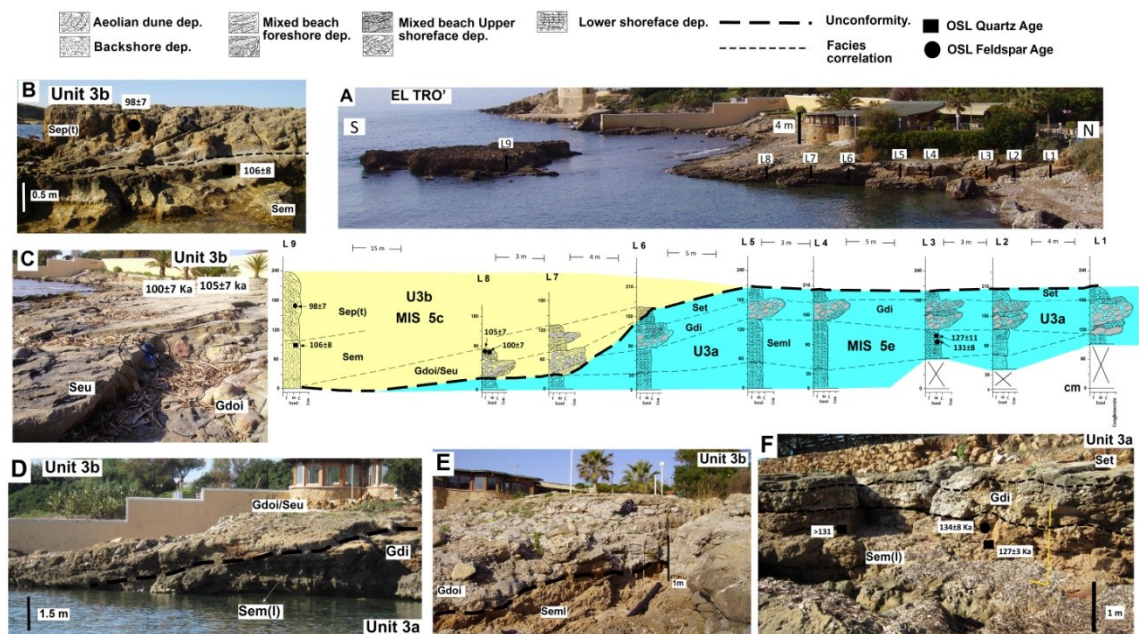 Aeolian dune dep.
Backshore dep.
Mixed beach
foreshore dep.
Mixed beach Upper
shoreface dep.
Lower shoreface dep.
Unconformity.
Facies
correlation
OSL Quartz Age
OSL Feldspar Age
B
Unit 3b
98±7
Sep(t)
106±8
0.5 m
Sem
A
EL TRO'
S
N
4 m
L9
L8
L7
L6
L5
L4
L3
L2
L1
C
Unit 3b
100±7 Ka
105±7 ka
Seu
Gdoi
L 9
15 m
L 8
3 m
L 7
4 m
L 6
5 m
L 5
3 m
L 4
5 m
L 3
3 m
L 2
4 m
L 1
U3b
MIS 5c
Sep(t)
Sem
Gdoi/Seu
98±7
106±8
105±7
100±7
Set
Gdi
U3a
Seml
MIS 5e
Gdi
Set
U3a
127±11
131±8
cm
Conglomerate
D
Unit 3b
Gdoi/Seu
Gdi
Sem(l)
1.5 m
Unit 3a
E
Unit 3b
1m
Gdoi
Seml
F
Unit 3a
Set
Gdi
>131
134±8 Ka
127±3 Ka
Sem(l)
1 m